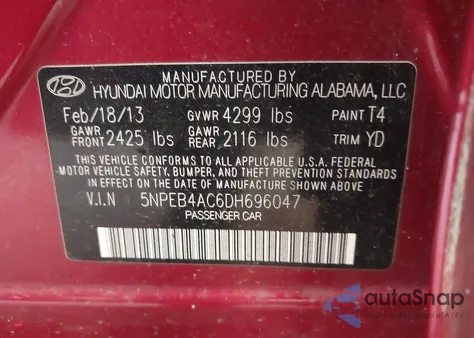 MANUFACTURED BY
HYUNDAI MOTOR MANUFACTURING ALABAMA, LLC
Feb/18/13 GVWR 4299 lbs PAINT T4
GAWR FRONT 2425 lbs GAWR REAR 2116 lbs TRIM YD
THIS VEHICLE CONFORMS TO ALL APPLICABLE U.S.A. FEDERAL
MOTOR VEHICLE SAFETY, BUMPER, AND THEFT PREVENTION
STANDARDS IN EFFECT ON THE DATE OF MANUFACTURE
V.I.N 5NPEB4AC6DH696047
PASSENGER CAR
autoSnap